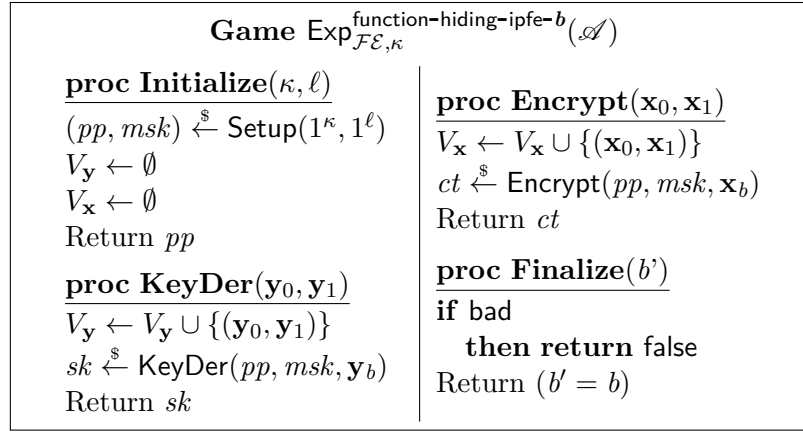 Game Exp^{function-hiding-ipfe-b}_{𝓕𝓔,κ}(𝒜)
proc Initialize(κ, ℓ)
(pp, msk) ←$ Setup(1^κ, 1^ℓ)
V_y ← ∅
V_x ← ∅
Return pp
proc KeyDer(y_0, y_1)
V_y ← V_y ∪ {(y_0, y_1)}
sk ←$ KeyDer(pp, msk, y_b)
Return sk
proc Encrypt(x_0, x_1)
V_x ← V_x ∪ {(x_0, x_1)}
ct ←$ Encrypt(pp, msk, x_b)
Return ct
proc Finalize(b')
if bad
then return false
Return (b′ = b)